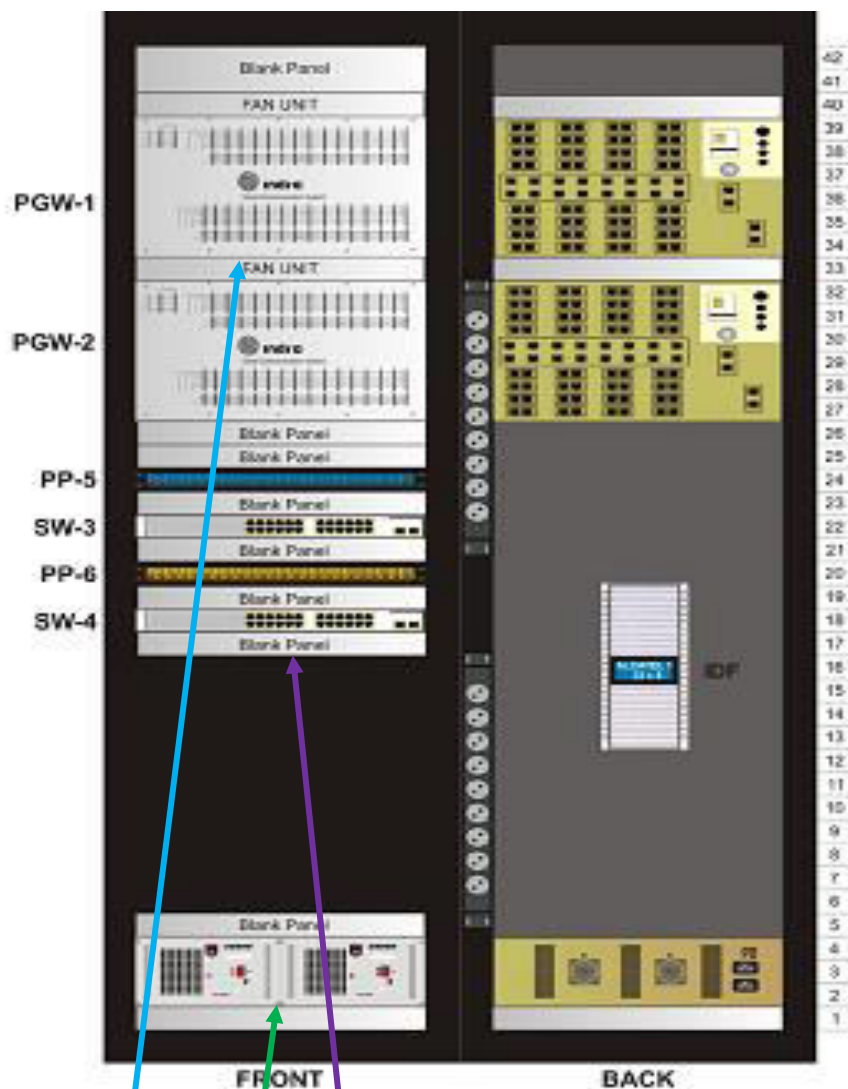 Blank Panel
FAN UNIT
PGW-1
FAN UNIT
PGW-2
Blank Panel
Blank Panel
PP-5
Blank Panel
SW-3
Blank Panel
PP-6
Blank Panel
SW-4
Blank Panel
Blank Panel
FRONT
IDF
BACK
42
41
40
39
38
37
36
35
34
33
32
31
30
29
28
27
26
25
24
23
22
21
20
19
18
17
16
15
14
13
12
11
10
9
8
7
6
5
4
3
2
1